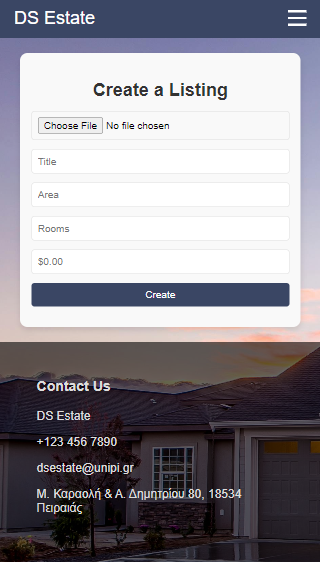 DS Estate
Create a Listing
Choose File No file chosen
Title
Area
Rooms
$0.00
Create
Contact Us
DS Estate
+123 456 7890
dsestate@unipi.gr
Μ. Καραολή & Α. Δημητρίου 80, 18534
Πειραιάς